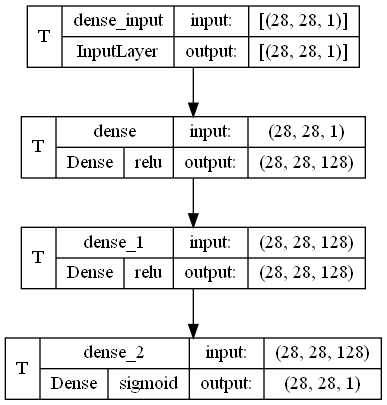 T dense_input input: [(28, 28, 1)]
InputLayer output: [(28, 28, 1)]
T dense input: (28, 28, 1)
Dense relu output: (28, 28, 128)
T dense_1 input: (28, 28, 128)
Dense relu output: (28, 28, 128)
T dense_2 input: (28, 28, 128)
Dense sigmoid output: (28, 28, 1)